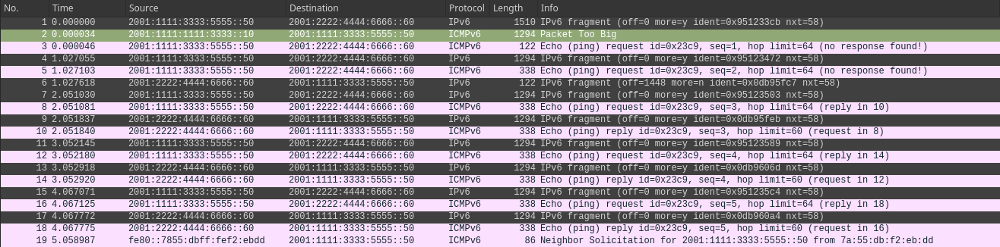 No. Time Source Destination Protocol Length Info
1 0.000000 2001:1111:3333:5555::50 2001:2222:4444:6666::60 IPv6 1510 IPv6 fragment (off=0 more=y ident=0x951233cb nxt=58)
2 0.000034 2001:1111:1111:3333::10 2001:1111:3333:5555::50 ICMPv6 1294 Packet Too Big
3 0.000046 2001:1111:3333:5555::50 2001:2222:4444:6666::60 ICMPv6 122 Echo (ping) request id=0x23c9, seq=1, hop limit=64 (no response found!)
4 1.027055 2001:1111:3333:5555::50 2001:2222:4444:6666::60 IPv6 1294 IPv6 fragment (off=0 more=y ident=0x95123472 nxt=58)
5 1.027103 2001:1111:3333:5555::50 2001:2222:4444:6666::60 ICMPv6 338 Echo (ping) request id=0x23c9, seq=2, hop limit=64 (no response found!)
6 1.027618 2001:2222:4444:6666::60 2001:1111:3333:5555::50 IPv6 122 IPv6 fragment (off=1448 more=n ident=0x0db95fc7 nxt=58)
7 2.051030 2001:1111:3333:5555::50 2001:2222:4444:6666::60 IPv6 1294 IPv6 fragment (off=0 more=y ident=0x95123503 nxt=58)
8 2.051081 2001:1111:3333:5555::50 2001:2222:4444:6666::60 ICMPv6 338 Echo (ping) request id=0x23c9, seq=3, hop limit=64 (reply in 10)
9 2.051837 2001:2222:4444:6666::60 2001:1111:3333:5555::50 IPv6 1294 IPv6 fragment (off=0 more=y ident=0x0db95feb nxt=58)
10 2.051840 2001:2222:4444:6666::60 2001:1111:3333:5555::50 ICMPv6 338 Echo (ping) reply id=0x23c9, seq=3, hop limit=60 (request in 8)
11 3.052145 2001:1111:3333:5555::50 2001:2222:4444:6666::60 IPv6 1294 IPv6 fragment (off=0 more=y ident=0x95123589 nxt=58)
12 3.052180 2001:1111:3333:5555::50 2001:2222:4444:6666::60 ICMPv6 338 Echo (ping) request id=0x23c9, seq=4, hop limit=64 (reply in 14)
13 3.052918 2001:2222:4444:6666::60 2001:1111:3333:5555::50 IPv6 1294 IPv6 fragment (off=0 more=y ident=0x0db9606d nxt=58)
14 3.052920 2001:2222:4444:6666::60 2001:1111:3333:5555::50 ICMPv6 338 Echo (ping) reply id=0x23c9, seq=4, hop limit=60 (request in 12)
15 4.067071 2001:1111:3333:5555::50 2001:2222:4444:6666::60 IPv6 1294 IPv6 fragment (off=0 more=y ident=0x951235c4 nxt=58)
16 4.067125 2001:1111:3333:5555::50 2001:2222:4444:6666::60 ICMPv6 338 Echo (ping) request id=0x23c9, seq=5, hop limit=64 (reply in 18)
17 4.067772 2001:2222:4444:6666::60 2001:1111:3333:5555::50 IPv6 1294 IPv6 fragment (off=0 more=y ident=0x0db960a4 nxt=58)
18 4.067775 2001:2222:4444:6666::60 2001:1111:3333:5555::50 ICMPv6 338 Echo (ping) reply id=0x23c9, seq=5, hop limit=60 (request in 16)
19 5.058987 fe80::7855:dbff:fef2:ebdd 2001:1111:3333:5555::50 ICMPv6 86 Neighbor Solicitation for 2001:1111:3333:5555::50 from 7a:55:db:f2:eb:dd